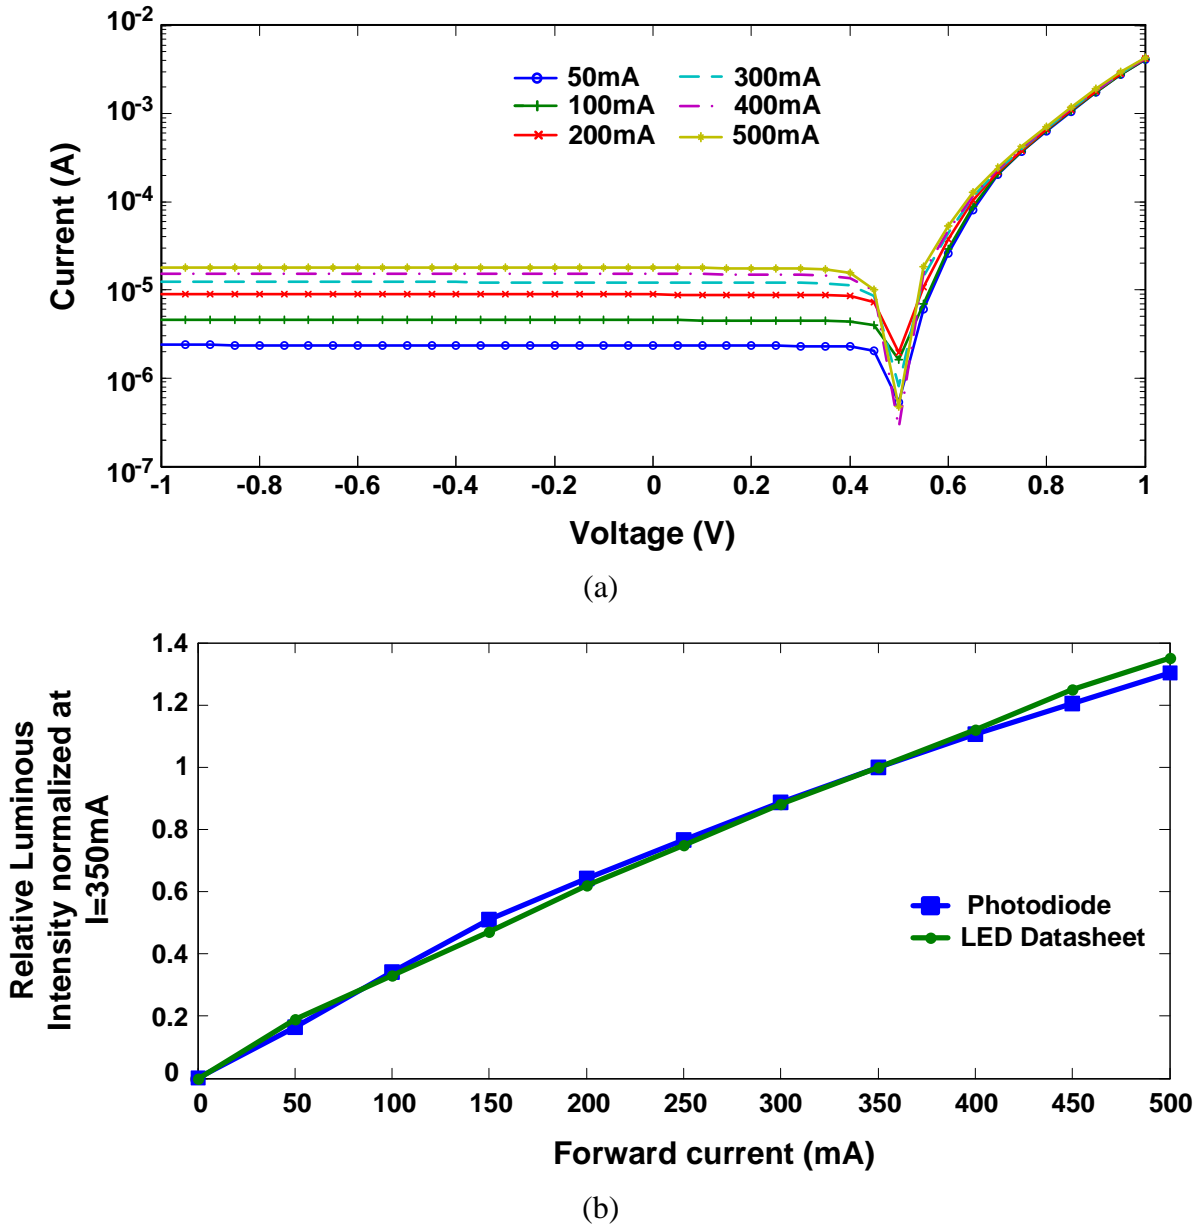 10-2
10-3
10-4
10-5
10-6
10-7
Current (A)
50mA
100mA
200mA
300mA
400mA
500mA
-1 -0.8 -0.6 -0.4 -0.2 0 0.2 0.4 0.6 0.8 1
Voltage (V)
(a)
1.4
1.2
1
0.8
0.6
0.4
0.2
0
Relative Luminous
Intensity normalized at
I=350mA
Photodiode
LED Datasheet
0 50 100 150 200 250 300 350 400 450 500
Forward current (mA)
(b)